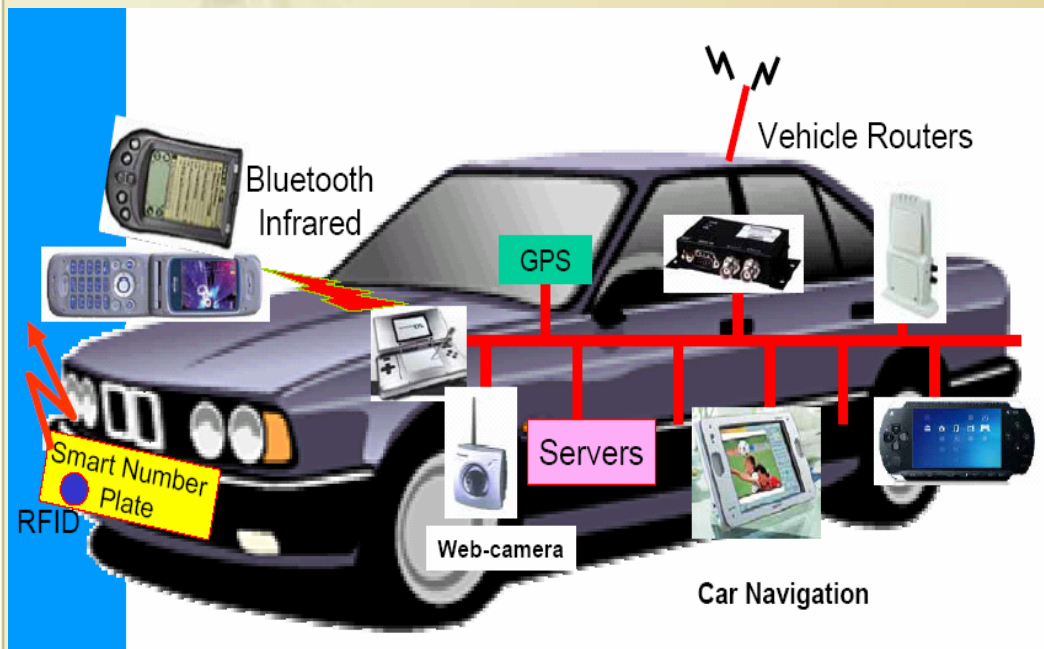 Vehicle Routers
Bluetooth
Infrared
GPS
Servers
Smart Number
Plate
RFID
Web-camera
Car Navigation